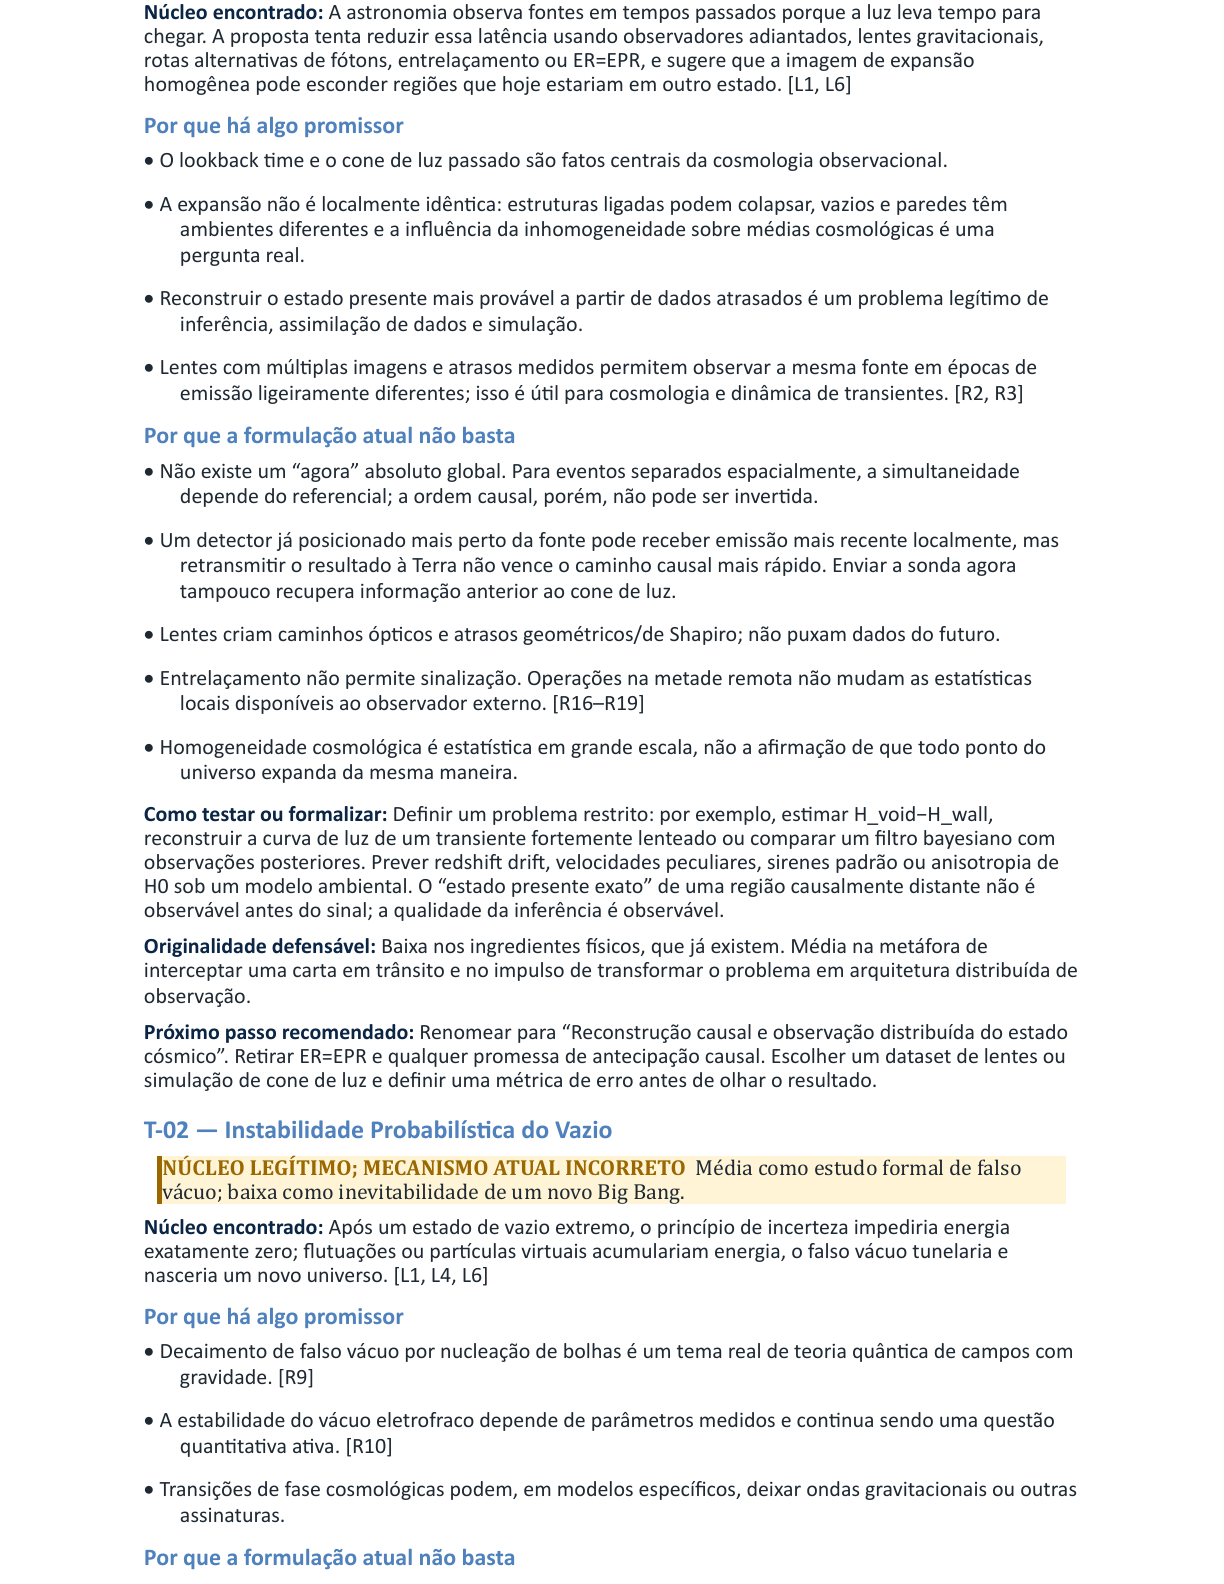 Núcleo encontrado: A astronomia observa fontes em tempos passados porque a luz leva tempo para
chegar. A proposta tenta reduzir essa latência usando observadores adiantados, lentes gravitacionais,
rotas alternativas de fótons, entrelaçamento ou ER=EPR, e sugere que a imagem de expansão
homogênea pode esconder regiões que hoje estariam em outro estado. [L1, L6]
Por que há algo promissor
• O lookback time e o cone de luz passado são fatos centrais da cosmologia observacional.
• A expansão não é localmente idêntica: estruturas ligadas podem colapsar, vazios e paredes têm
ambientes diferentes e a influência da inhomogeneidade sobre médias cosmológicas é uma
pergunta real.
• Reconstruir o estado presente mais provável a partir de dados atrasados é um problema legítimo de
inferência, assimilação de dados e simulação.
• Lentes com múltiplas imagens e atrasos medidos permitem observar a mesma fonte em épocas de
emissão ligeiramente diferentes; isso é útil para cosmologia e dinâmica de transientes. [R2, R3]
Por que a formulação atual não basta
• Não existe um “agora” absoluto global. Para eventos separados espacialmente, a simultaneidade
depende do referencial; a ordem causal, porém, não pode ser invertida.
• Um detector já posicionado mais perto da fonte pode receber emissão mais recente localmente, mas
retransmitir o resultado à Terra não vence o caminho causal mais rápido. Enviar a sonda agora
tampouco recupera informação anterior ao cone de luz.
• Lentes criam caminhos ópticos e atrasos geométricos/de Shapiro; não puxam dados do futuro.
• Entrelaçamento não permite sinalização. Operações na metade remota não mudam as estatísticas
locais disponíveis ao observador externo. [R16–R19]
• Homogeneidade cosmológica é estatística em grande escala, não a afirmação de que todo ponto do
universo expanda da mesma maneira.
Como testar ou formalizar: Definir um problema restrito: por exemplo, estimar H_void−H_wall,
reconstruir a curva de luz de um transiente fortemente lenteado ou comparar um filtro bayesiano com
observações posteriores. Prever redshift drift, velocidades peculiares, sirenes padrão ou anisotropia de
H0 sob um modelo ambiental. O “estado presente exato” de uma região causalmente distante não é
observável antes do sinal; a qualidade da inferência é observável.
Originalidade defensável: Baixa nos ingredientes físicos, que já existem. Média na metáfora de
interceptar uma carta em trânsito e no impulso de transformar o problema em arquitetura distribuída de
observação.
Próximo passo recomendado: Renomear para “Reconstrução causal e observação distribuída do estado
cósmico”. Retirar ER=EPR e qualquer promessa de antecipação causal. Escolher um dataset de lentes ou
simulação de cone de luz e definir uma métrica de erro antes de olhar o resultado.
T-02 — Instabilidade Probabilística do Vazio
NÚCLEO LEGÍTIMO; MECANISMO ATUAL INCORRETO Média como estudo formal de falso
vácuo; baixa como inevitabilidade de um novo Big Bang.
Núcleo encontrado: Após um estado de vazio extremo, o princípio de incerteza impediria energia
exatamente zero; flutuações ou partículas virtuais acumulariam energia, o falso vácuo tunelaria e
nasceria um novo universo. [L1, L4, L6]
Por que há algo promissor
• Decaimento de falso vácuo por nucleação de bolhas é um tema real de teoria quântica de campos com
gravidade. [R9]
• A estabilidade do vácuo eletrofraco depende de parâmetros medidos e continua sendo uma questão
quantitativa ativa. [R10]
• Transições de fase cosmológicas podem, em modelos específicos, deixar ondas gravitacionais ou outras
assinaturas.
Por que a formulação atual não basta